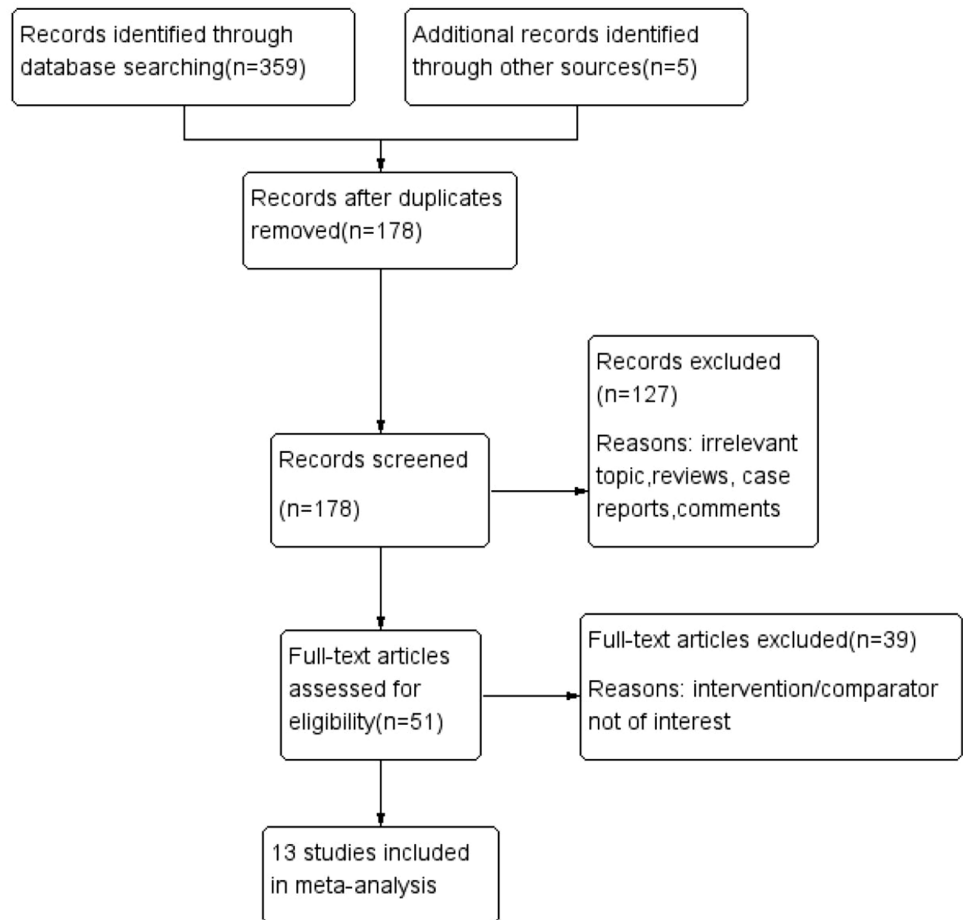 Records identified through
database searching(n=359)
Additional records identified
through other sources(n=5)
Records after duplicates
removed(n=178)
Records excluded
(n=127)
Reasons: irrelevant
topic,reviews, case
reports,comments
Records screened
(n=178)
Full-text articles
assessed for
eligibility(n=51)
Full-text articles excluded(n=39)
Reasons: intervention/comparator
not of interest
13 studies included
in meta-analysis